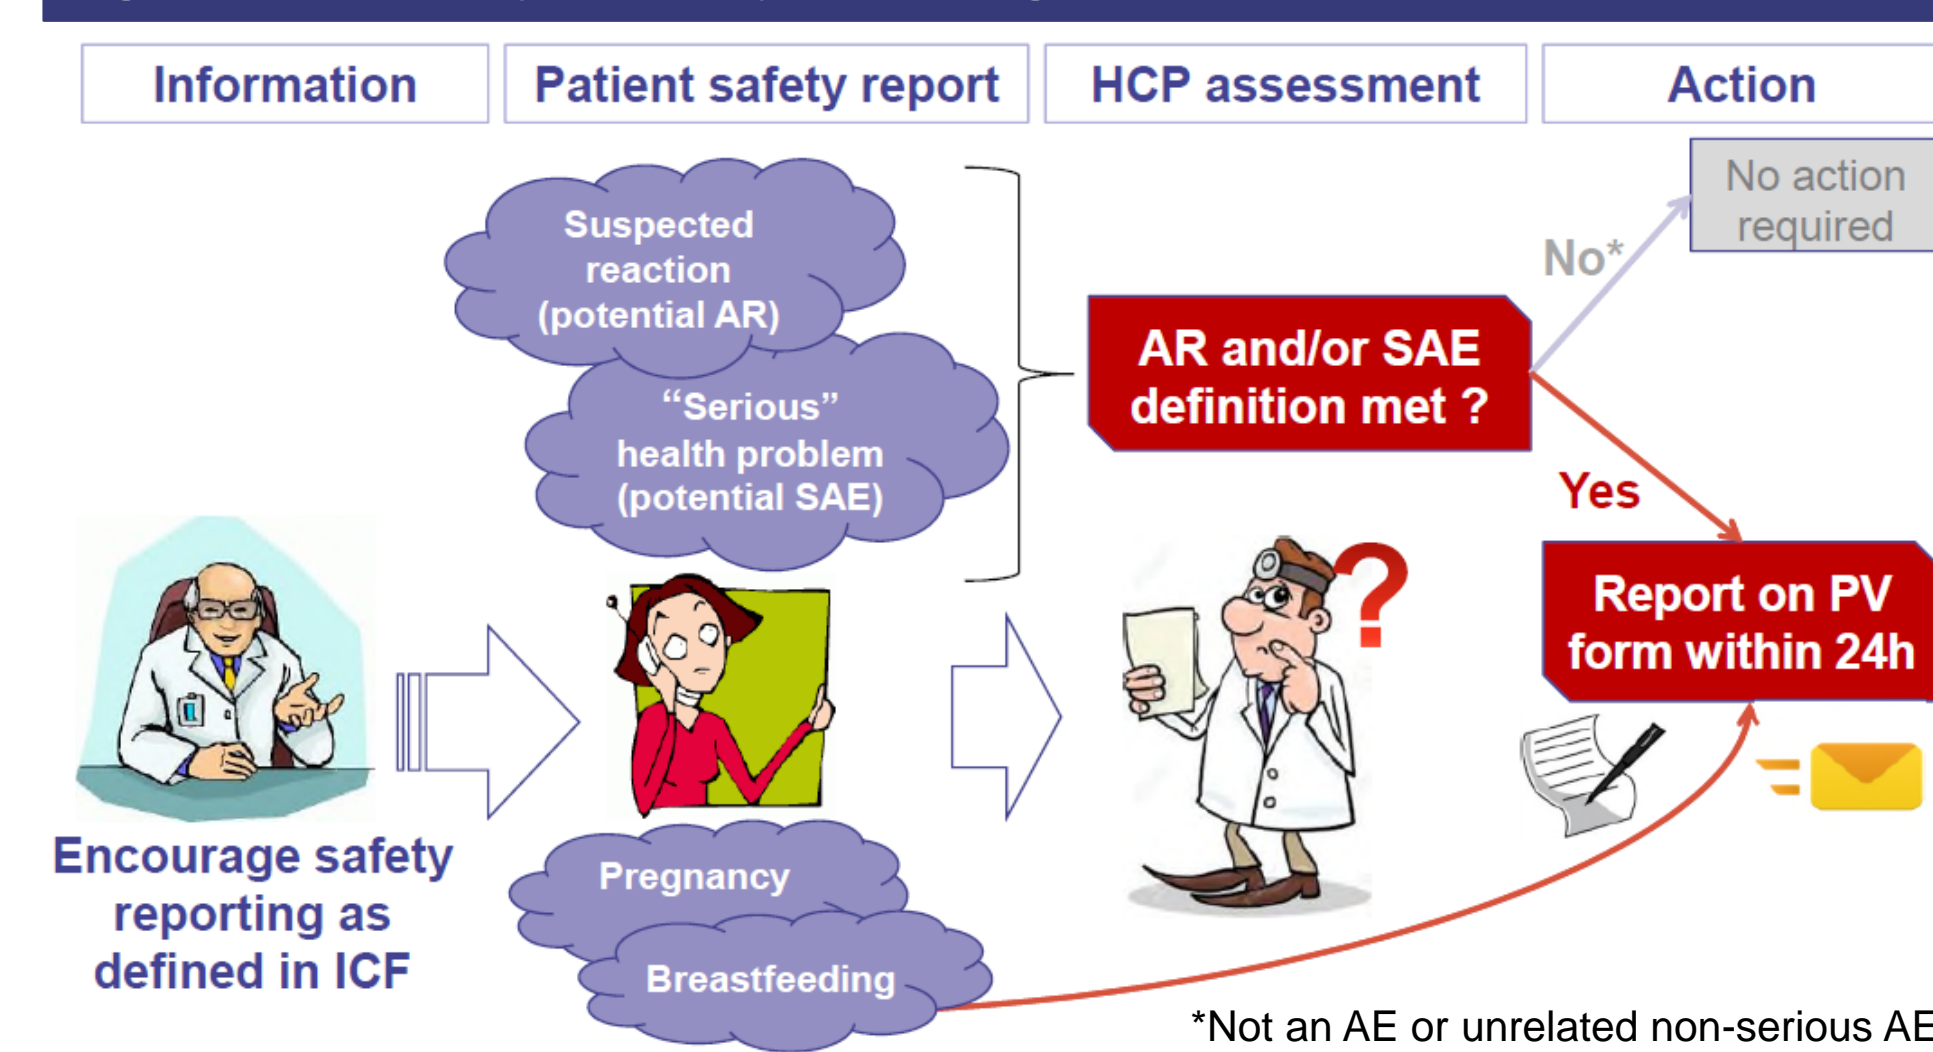 Information
Patient safety report
HCP assessment
Action
Suspected
reaction
(potential AR)
“Serious”
health problem
(potential SAE)
AR and/or SAE
definition met ?
No*
No action
required
Yes
Report on PV
form within 24h
?
Encourage safety
reporting as
defined in ICF
Pregnancy
Breastfeeding
*Not an AE or unrelated non-serious AE